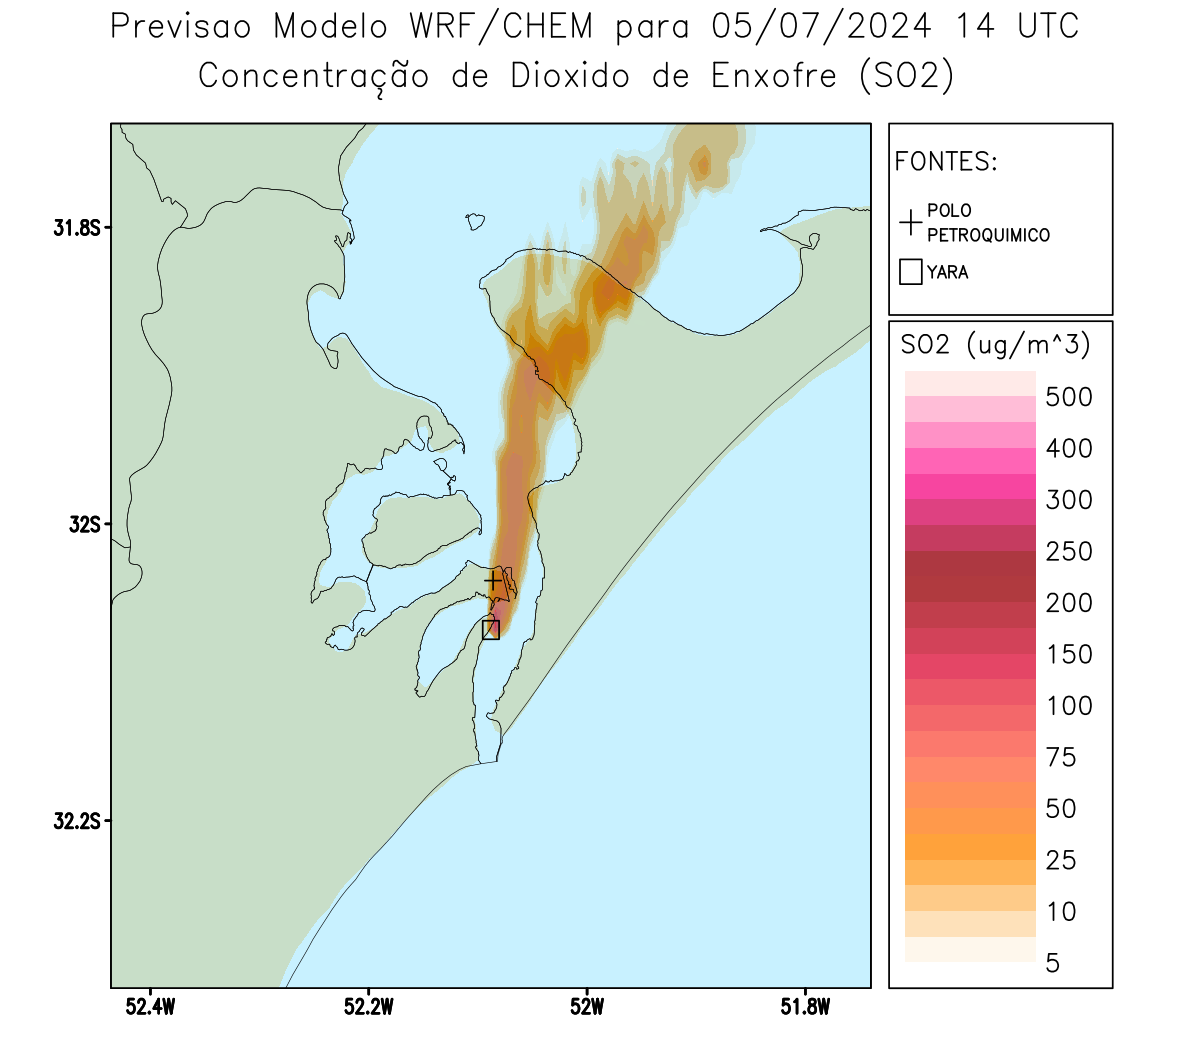 Previsao Modelo WRF/CHEM para 05/07/2024 14 UTC
Concentração de Dioxido de Enxofre (SO2)
FONTES:
POLO
PETROQUIMICO
YARA
SO2 (ug/m^3)
500
400
300
250
200
150
100
75
50
25
10
5
31.8S
32S
32.2S
52.4W
52.2W
52W
51.8W